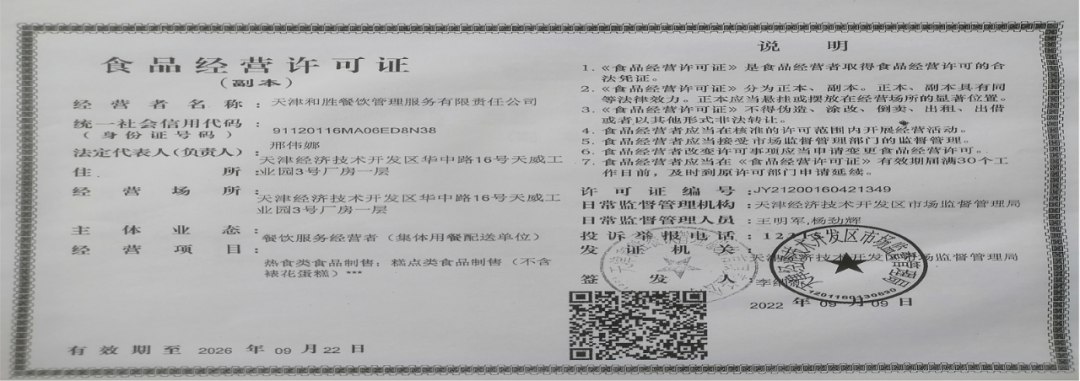 食品经营许可证
(副本)
经营者名称：天津和胜餐饮管理服务有限责任公司
统一社会信用代码
(身份证号码)：91120116MA06ED8N38
法定代表人(负责人)：邢伟娜
住所：天津经济技术开发区华中路16号天威工
业园3号厂房一层
经营场所：天津经济技术开发区华中路16号天威工
业园3号厂房一层
主体业态：餐饮服务经营者（集体用餐配送单位）
经营项目：
热食类食品制售；糕点类食品制售（不含
裱花蛋糕）***
有效期至 2026 年 09 月 22 日
说明
1. 《食品经营许可证》是食品经营者取得食品经营许可的合
法凭证。
2. 《食品经营许可证》分为正本、副本。正本、副本具有同
等法律效力。正本应当悬挂或摆放在经营场所的显著位置。
3. 《食品经营许可证》不得伪造、涂改、倒卖、出租、出借
或者以其他形式非法转让。
4. 食品经营者应当在核准的许可范围内开展经营活动。
5. 食品经营者应当接受市场监督管理部门的监督管理。
6. 食品经营者改变许可事项应当申请变更食品经营许可。
7. 食品经营者应当在《食品经营许可证》有效期届满30个工
作日前，及时到原许可部门申请延续。
许可证编号：JY21200160421349
日常监督管理机构：天津经济技术开发区市场监督管理局
日常监督管理人员：王明军,杨劲辉
投诉举报电话：
发证机关：天津经济技术开发区市场监督管理局
签发人：李
2022 年 09 月 09 日